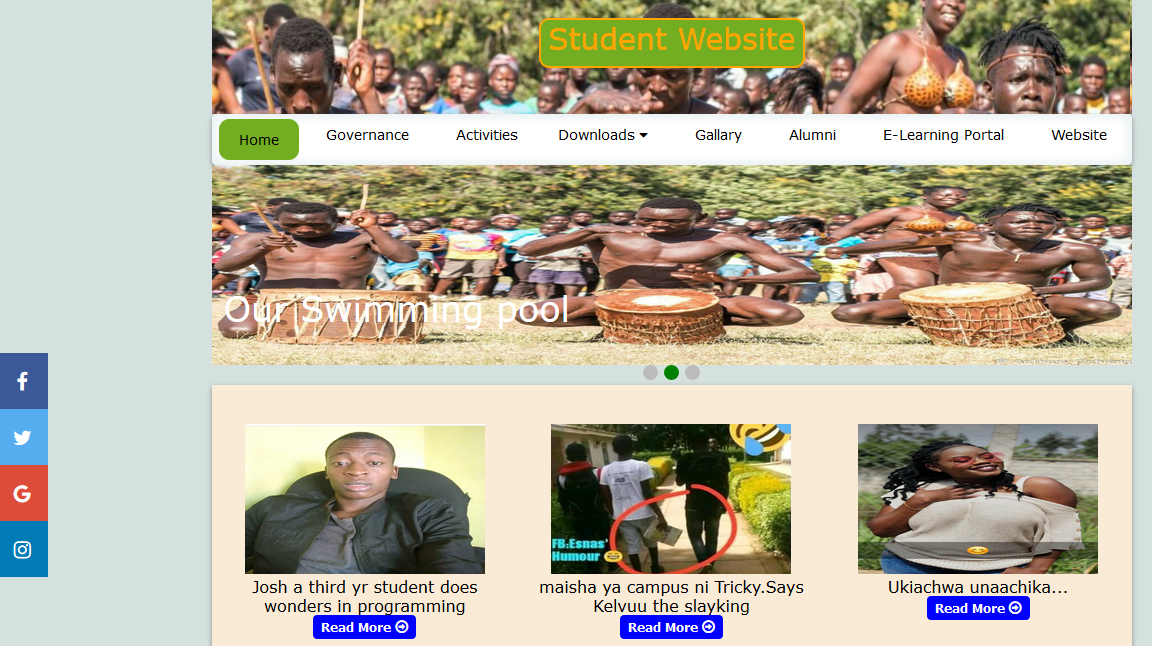 Student Website
Home
Governance
Activities
Downloads
Gallary
Alumni
E-Learning Portal
Website
Our Swimming pool
FB:Esnas'
Humour
Josh a third yr student does
wonders in programming
Read More
maisha ya campus ni Tricky.Says
Kelvuu the slayking
Read More
Ukiachwa unaachika...
Read More